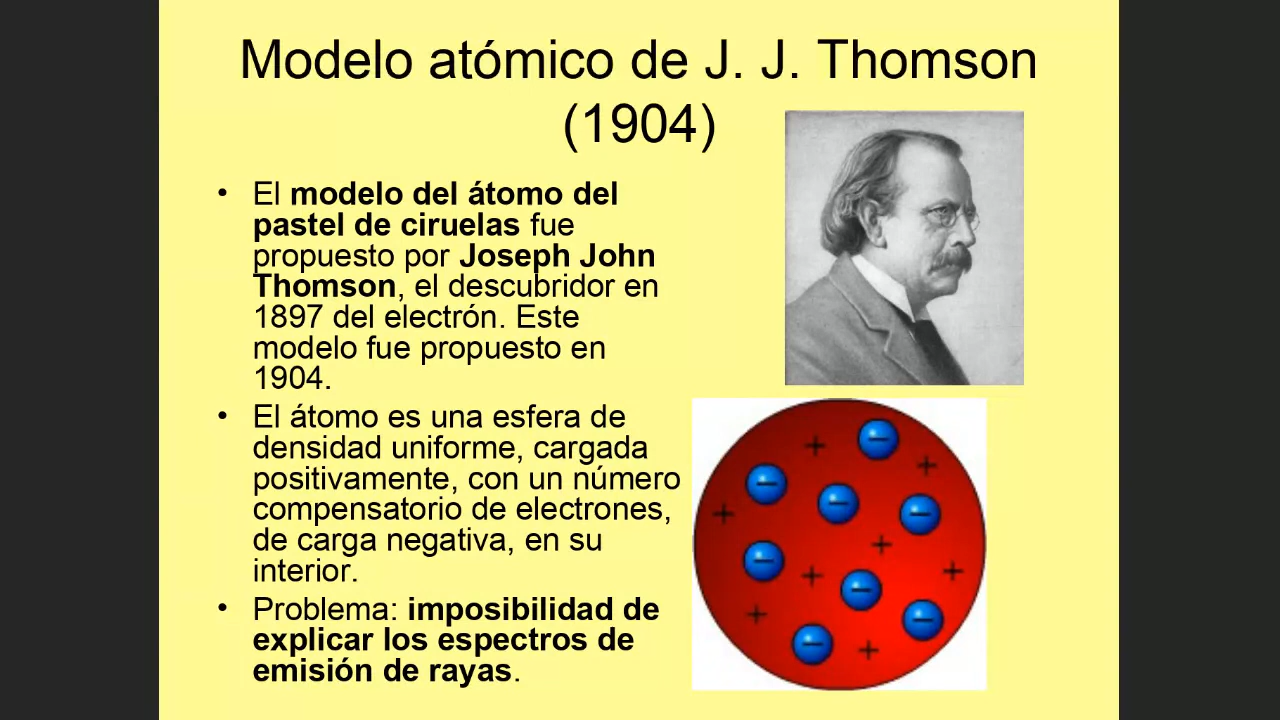 Modelo atómico de J. J. Thomson
(1904)
• El modelo del átomo del
pastel de ciruelas fue
propuesto por Joseph John
Thomson, el descubridor en
1897 del electrón. Este
modelo fue propuesto en
1904.
• El átomo es una esfera de
densidad uniforme, cargada
positivamente, con un número
compensatorio de electrones,
de carga negativa, en su
interior.
• Problema: imposibilidad de
explicar los espectros de
emisión de rayas.